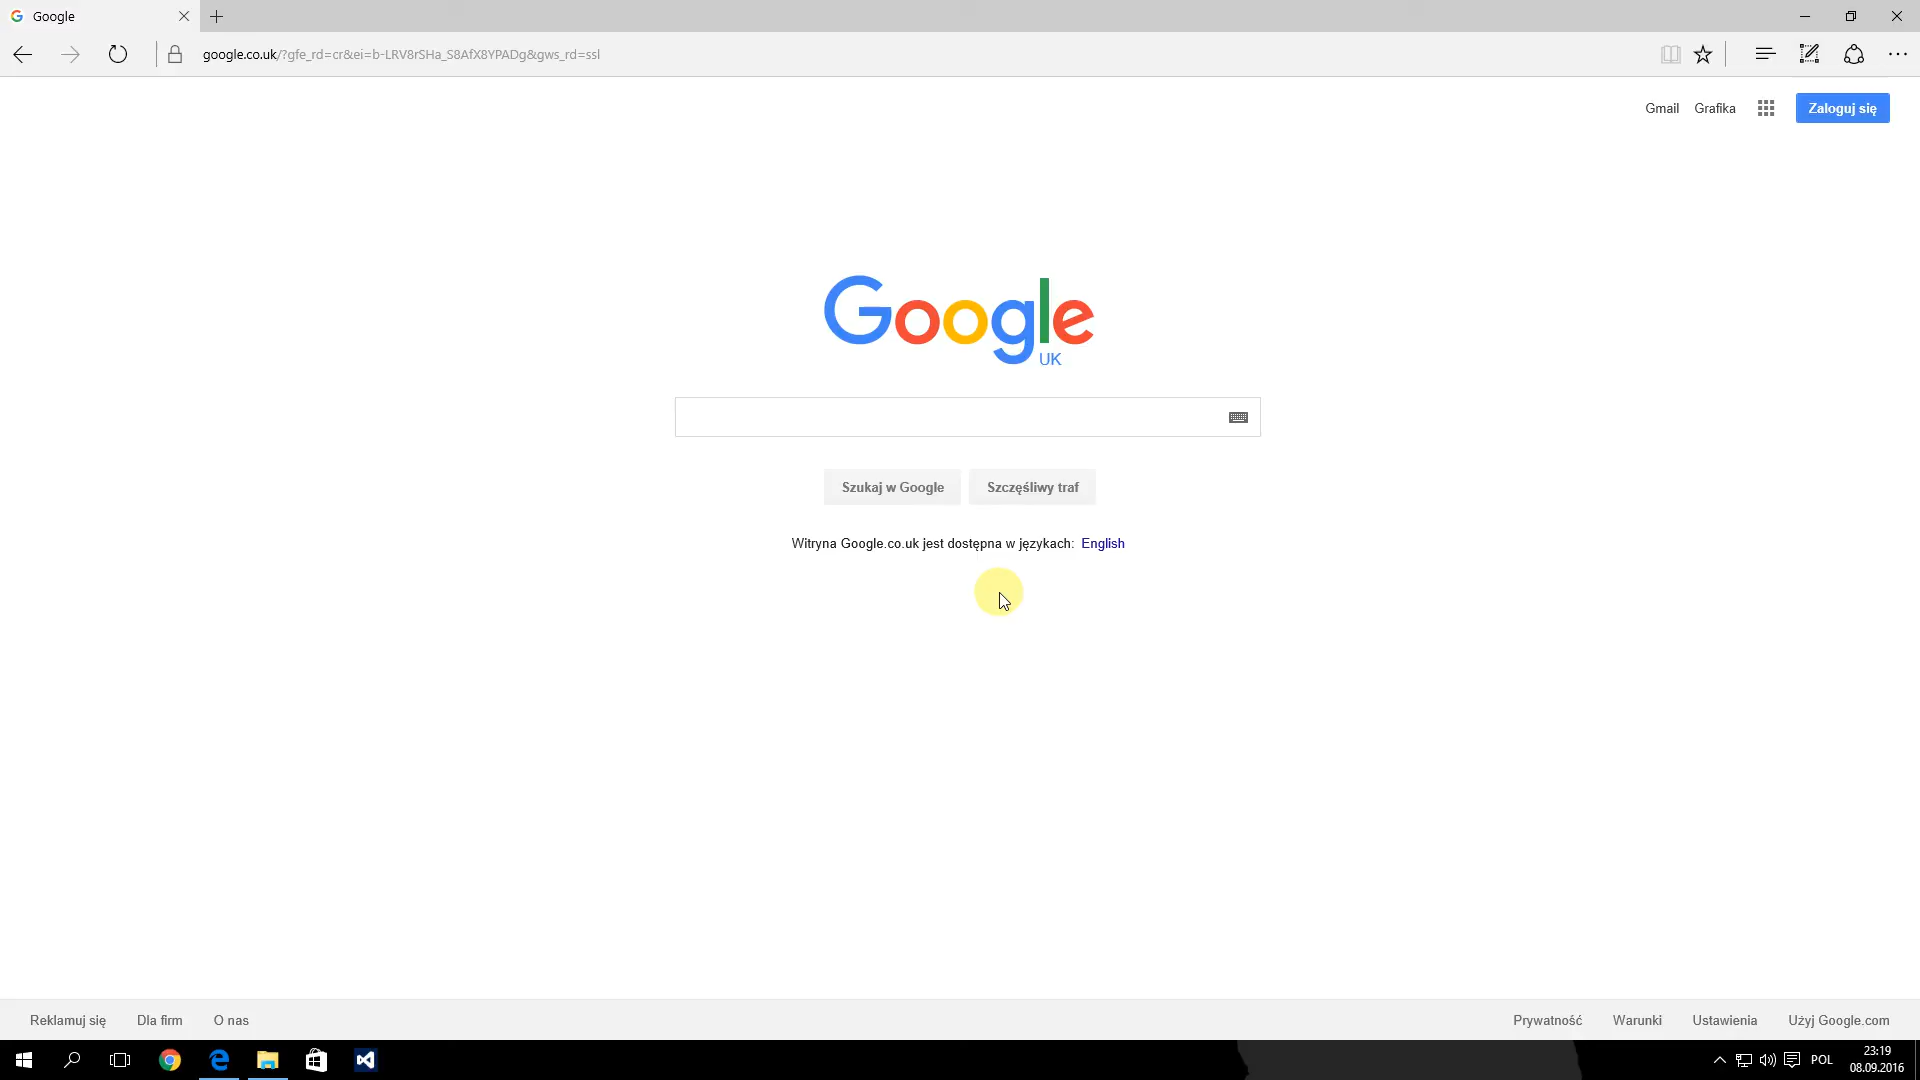 Google
google.co.uk/?gfe_rd=cr&ei=b-LRV8rSHa_S8AfX8YPADg&gws_rd=ssl
Gmail Grafika Zaloguj się
Google
UK
Szukaj w Google Szczęśliwy traf
Witryna Google.co.uk jest dostępna w językach: English
Reklamuj się Dla firm O nas Prywatność Warunki Ustawienia Użyj Google.com
POL 23:19
08.09.2016